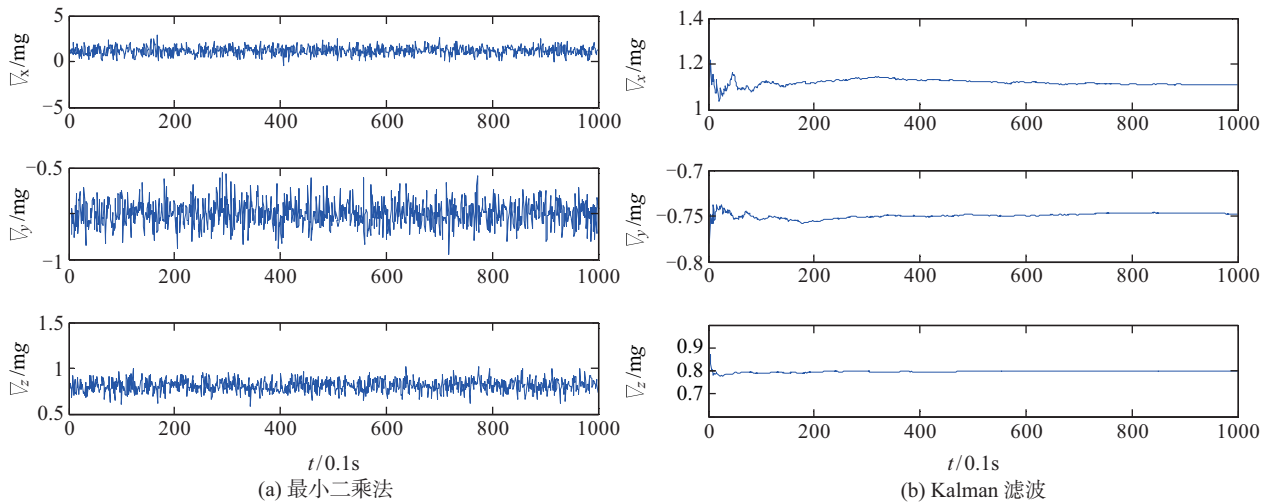 ∇x/mg
5
0
−5
0 200 400 600 800 1000
∇y/mg
−0.5
−1
0 200 400 600 800 1000
∇z/mg
1.5
1
0.5
0 200 400 600 800 1000
t/0.1s
(a) 最小二乘法
∇x/mg
1.4
1.2
1
0 200 400 600 800 1000
∇y/mg
−0.7
−0.75
−0.8
0 200 400 600 800 1000
∇z/mg
0.9
0.8
0.7
0 200 400 600 800 1000
t/0.1s
(b) Kalman 滤波